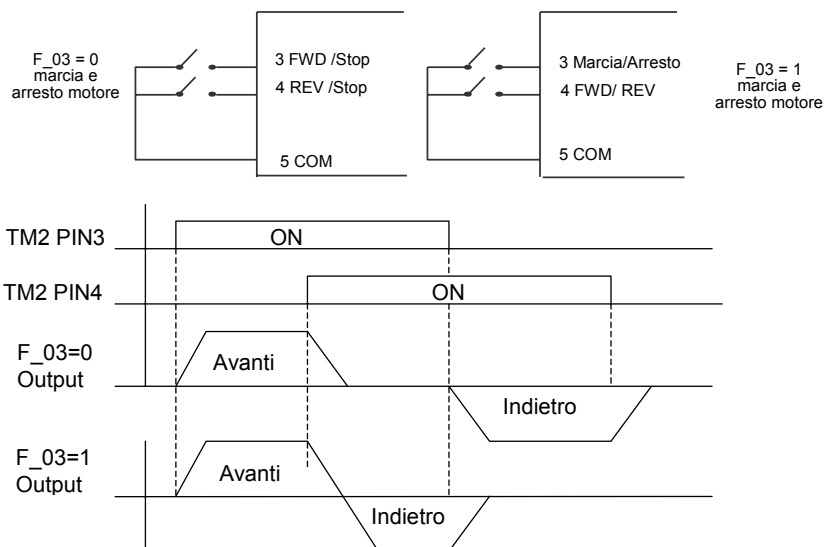 F_03 = 0
marcia e
arresto motore
3 FWD /Stop
4 REV /Stop
5 COM
3 Marcia/Arresto
4 FWD/ REV
5 COM
F_03 = 1
marcia e
arresto motore
TM2 PIN3
ON
TM2 PIN4
ON
F_03=0
Output
Avanti
Indietro
F_03=1
Output
Avanti
Indietro